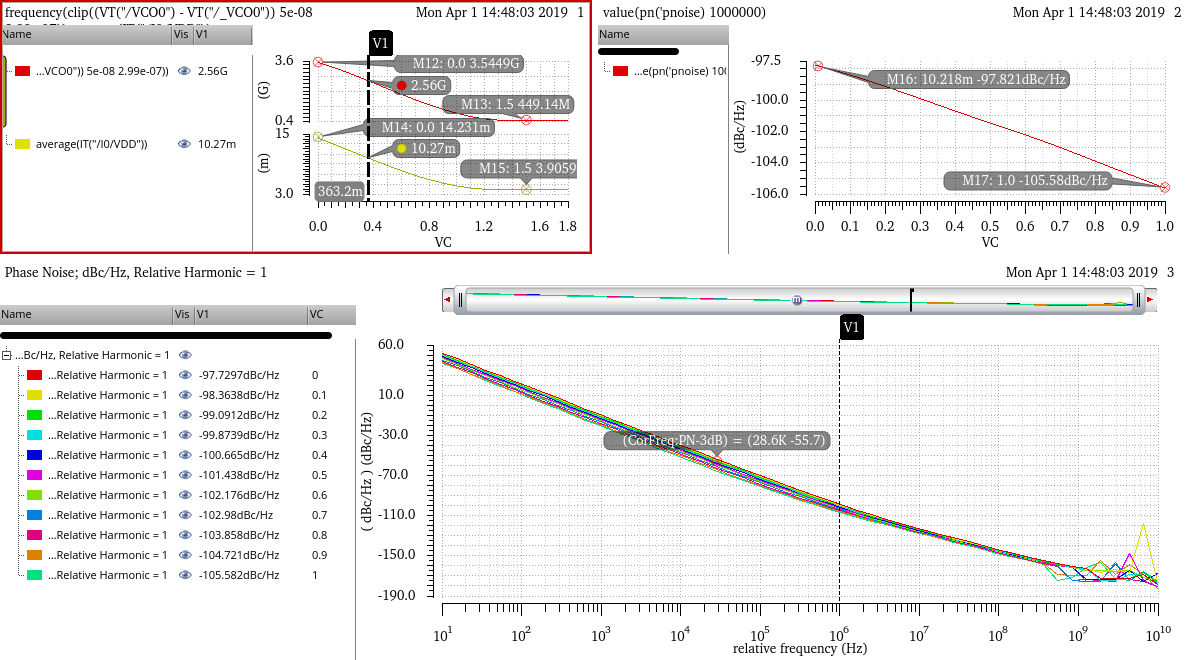 frequency(clip((VT("/VCO0") - VT("/_VCO0")) 5e-08
Mon Apr 1 14:48:03 2019 1
Name Vis V1
...VCO0")) 5e-08 2.99e-07)) 2.56G
average(IT("/I0/VDD")) 10.27m
V1
3.6
(G)
0.4
M12: 0.0 3.5449G
2.56G
M13: 1.5 449.14M
15
(m)
3.0
M14: 0.0 14.231m
10.27m
M15: 1.5 3.9059
363.2m
0.0 0.4 0.8 1.2 1.6 1.8
VC
value(pn('pnoise) 1000000)
Mon Apr 1 14:48:03 2019 2
Name
...e(pn('pnoise) 100
-97.5
-100.0
-102.0
-104.0
-106.0
(dBc/Hz)
M16: 10.218m -97.821dBc/Hz
M17: 1.0 -105.58dBc/Hz
0.0 0.1 0.2 0.3 0.4 0.5 0.6 0.7 0.8 0.9 1.0
VC
Phase Noise; dBc/Hz, Relative Harmonic = 1
Mon Apr 1 14:48:03 2019 3
Name Vis V1 VC
...Bc/Hz, Relative Harmonic = 1
...Relative Harmonic = 1 -97.7297dBc/Hz 0
...Relative Harmonic = 1 -98.3638dBc/Hz 0.1
...Relative Harmonic = 1 -99.0912dBc/Hz 0.2
...Relative Harmonic = 1 -99.8739dBc/Hz 0.3
...Relative Harmonic = 1 -100.665dBc/Hz 0.4
...Relative Harmonic = 1 -101.438dBc/Hz 0.5
...Relative Harmonic = 1 -102.176dBc/Hz 0.6
...Relative Harmonic = 1 -102.98dBc/Hz 0.7
...Relative Harmonic = 1 -103.858dBc/Hz 0.8
...Relative Harmonic = 1 -104.721dBc/Hz 0.9
...Relative Harmonic = 1 -105.582dBc/Hz 1
m
V1
60.0
10.0
-30.0
-70.0
-110.0
-150.0
-190.0
( dBc/Hz ) (dBc/Hz)
(CorFreq:PN-3dB) = (28.6K -55.7)
10¹ 10² 10³ 10⁴ 10⁵ 10⁶ 10⁷ 10⁸ 10⁹ 10¹⁰
relative frequency (Hz)